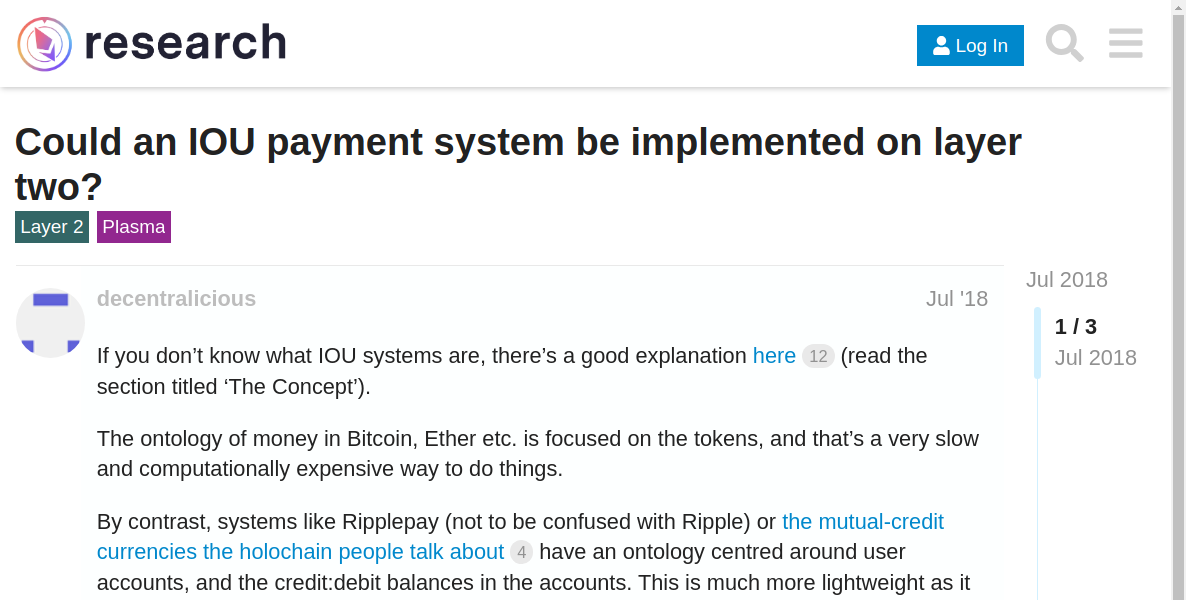 research
Log In
Could an IOU payment system be implemented on layer
two?
Layer 2 Plasma
Jul 2018
decentralicious Jul '18
1 / 3
Jul 2018
If you don’t know what IOU systems are, there’s a good explanation here 12 (read the
section titled ‘The Concept’).
The ontology of money in Bitcoin, Ether etc. is focused on the tokens, and that’s a very slow
and computationally expensive way to do things.
By contrast, systems like Ripplepay (not to be confused with Ripple) or the mutual-credit
currencies the holochain people talk about 4 have an ontology centred around user
accounts, and the credit:debit balances in the accounts. This is much more lightweight as it